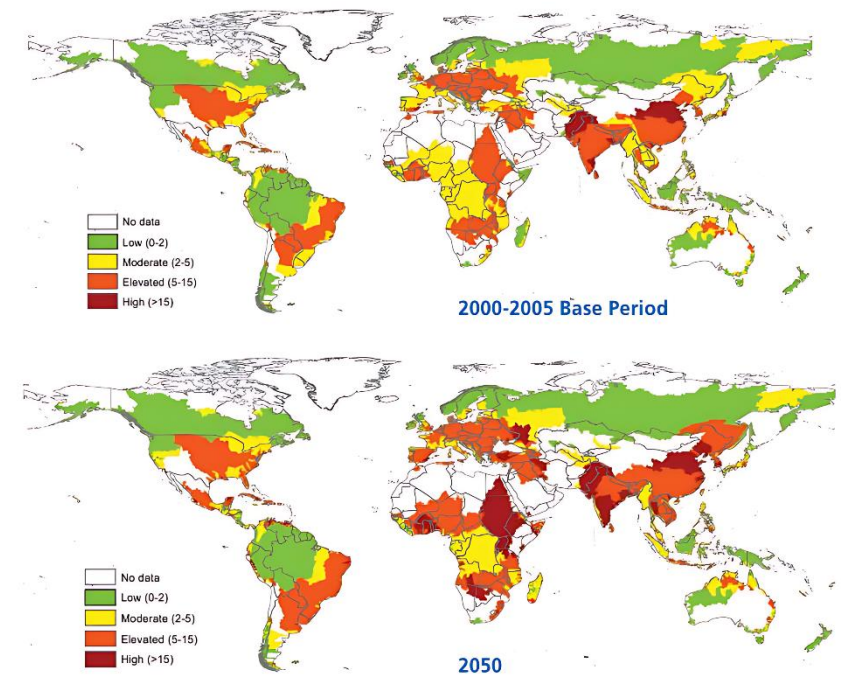 No data
Low (0-2)
Moderate (2-5)
Elevated (5-15)
High (>15)
2000-2005 Base Period
No data
Low (0-2)
Moderate (2-5)
Elevated (5-15)
High (>15)
2050